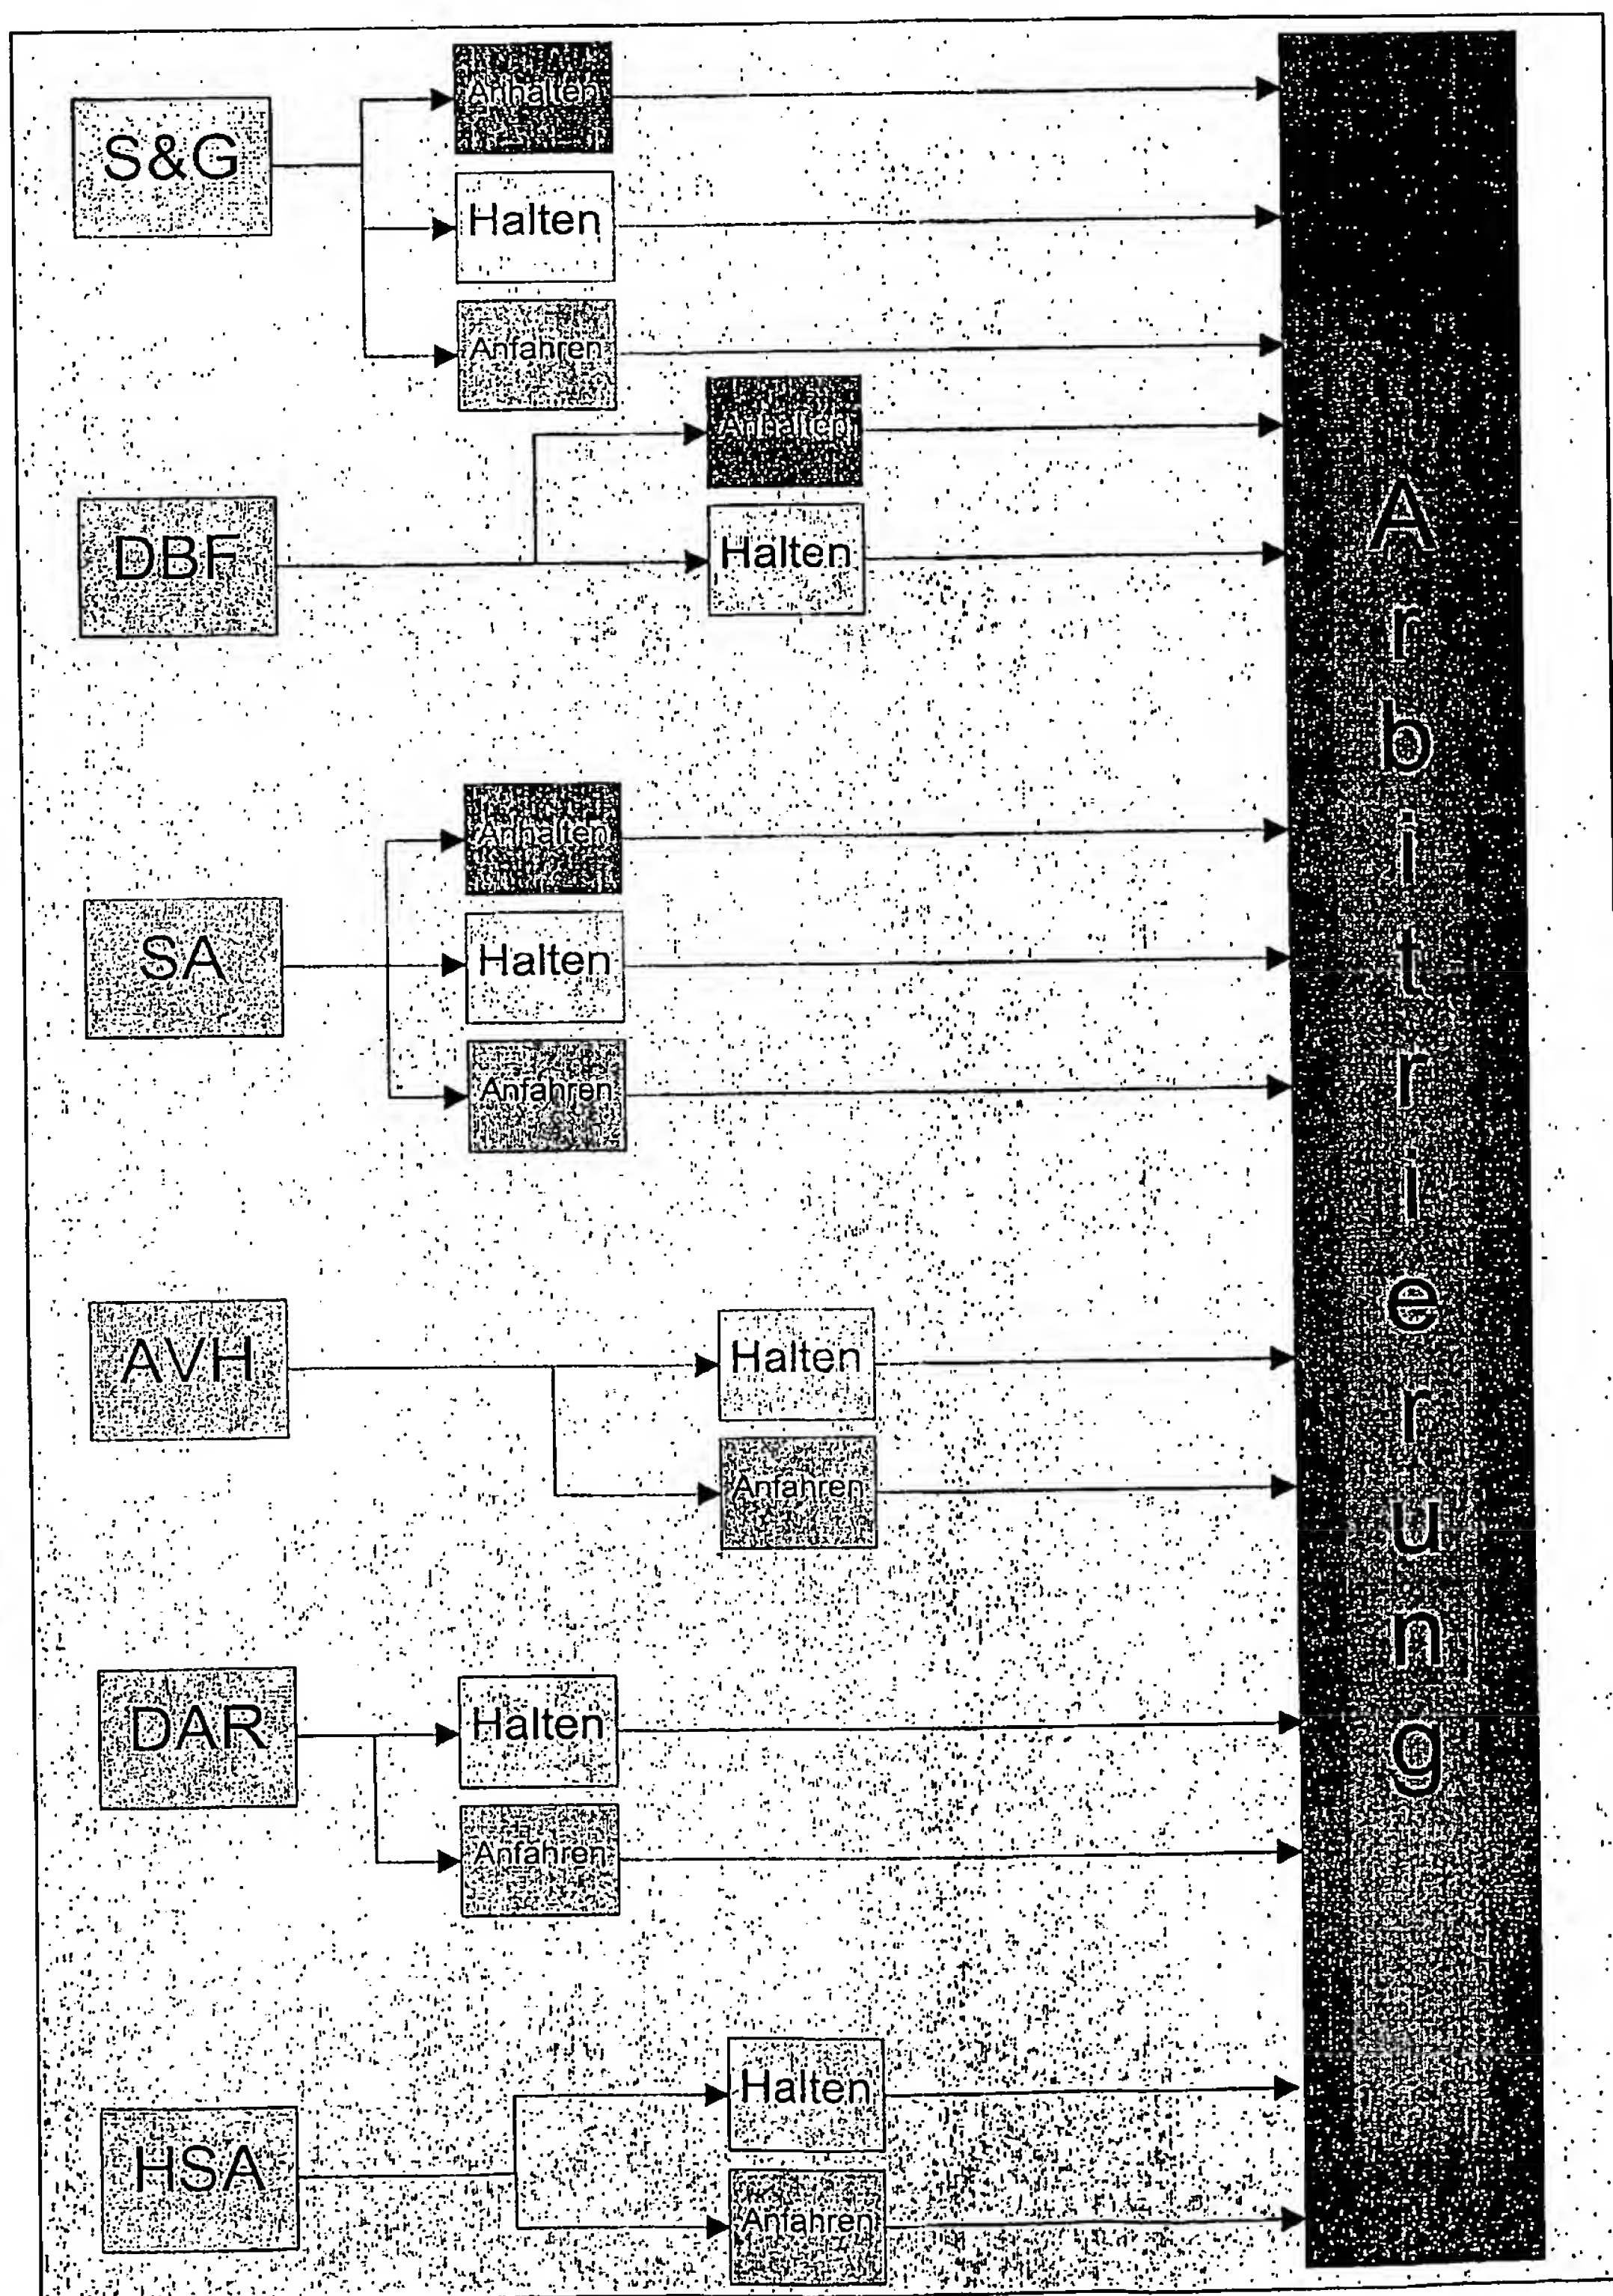 S&G
Anhalten
Halten
Anfahren
DBF
Anhalten
Halten
SA
Anhalten
Halten
Anfahren
AVH
Halten
Anfahren
DAR
Halten
Anfahren
HSA
Halten
Anfahren
Arbitrierung